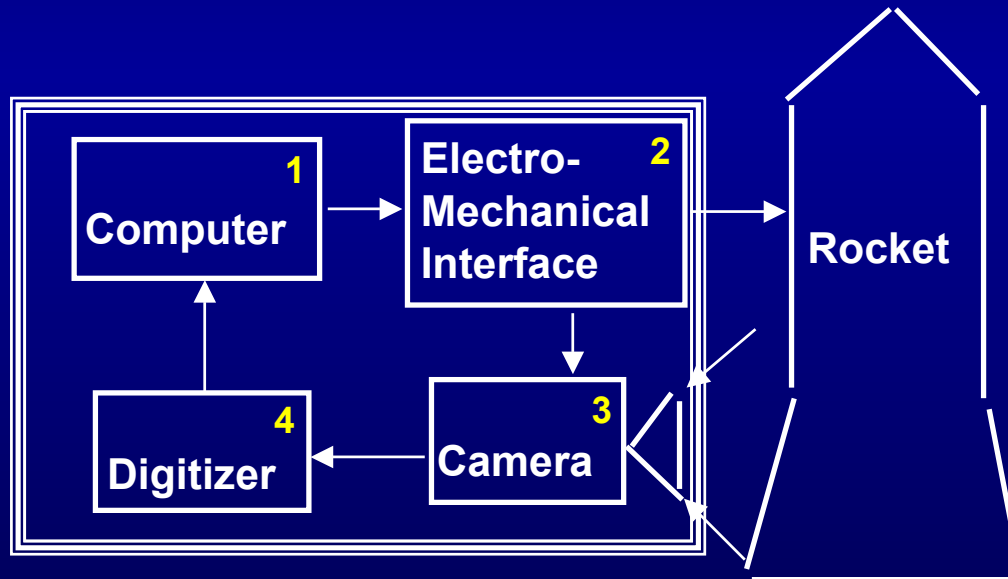 1
Computer
Electro-
Mechanical
Interface
2
Rocket
3
Camera
4
Digitizer